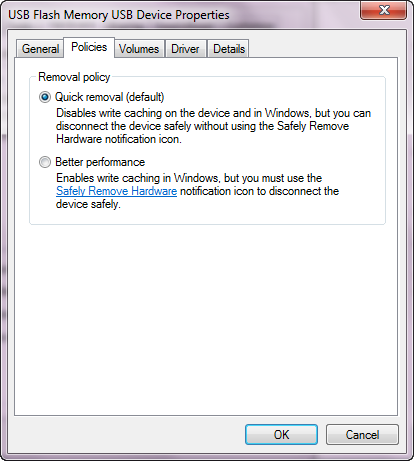 USB Flash Memory USB Device Properties
General Policies Volumes Driver Details
Removal policy
Quick removal (default)
Disables write caching on the device and in Windows, but you can
disconnect the device safely without using the Safely Remove
Hardware notification icon.
Better performance
Enables write caching in Windows, but you must use the
Safely Remove Hardware notification icon to disconnect the
device safely.
OK Cancel